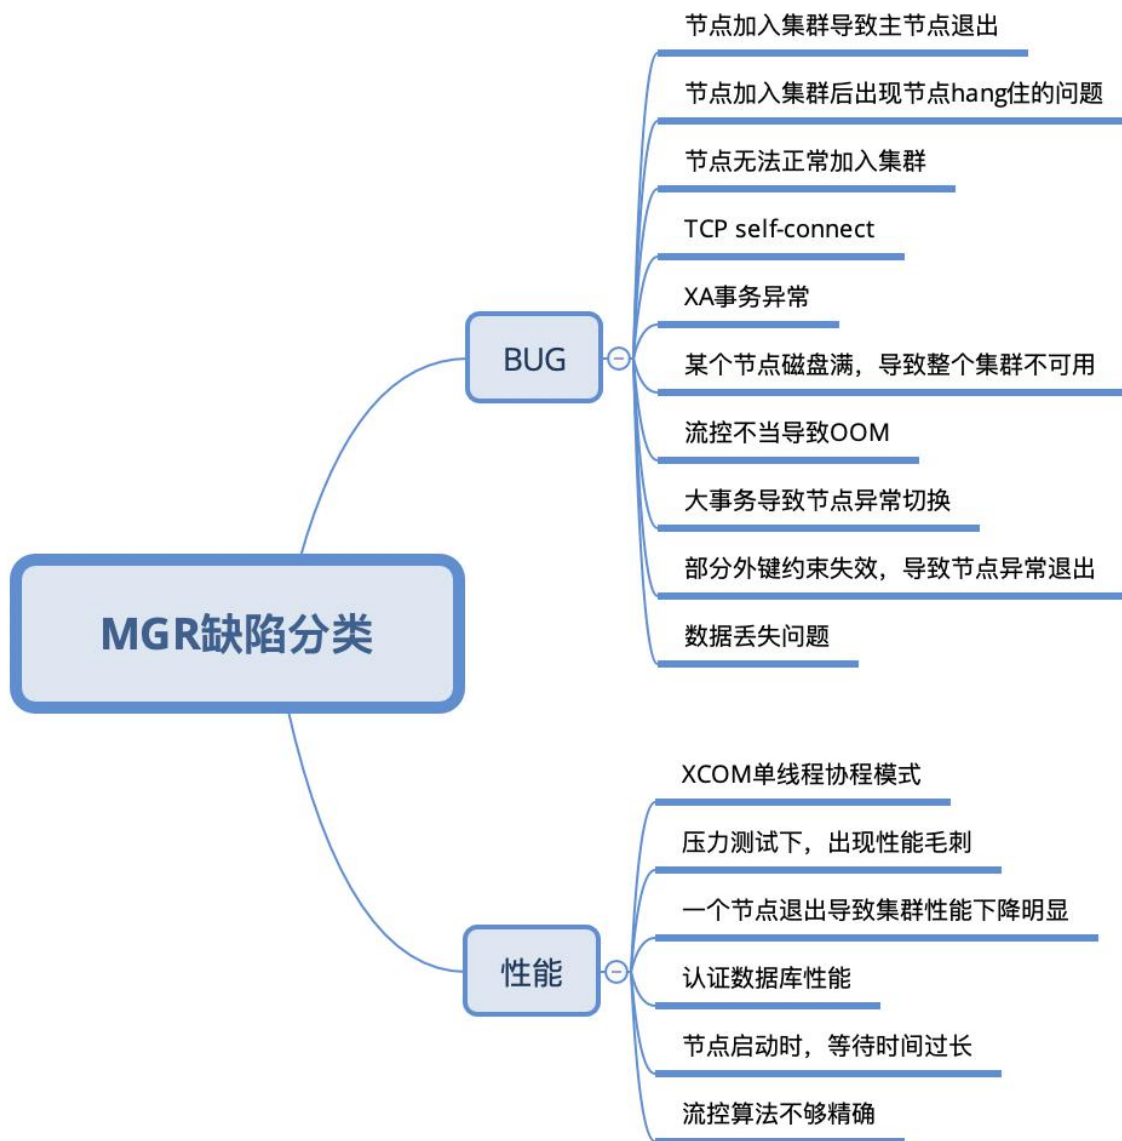 MGR缺陷分类
BUG
节点加入集群导致主节点退出
节点加入集群后出现节点hang住的问题
节点无法正常加入集群
TCP self-connect
XA事务异常
某个节点磁盘满，导致整个集群不可用
流控不当导致OOM
大事务导致节点异常切换
部分外键约束失效，导致节点异常退出
数据丢失问题
性能
XCOM单线程协程模式
压力测试下，出现性能毛刺
一个节点退出导致集群性能下降明显
认证数据库性能
节点启动时，等待时间过长
流控算法不够精确